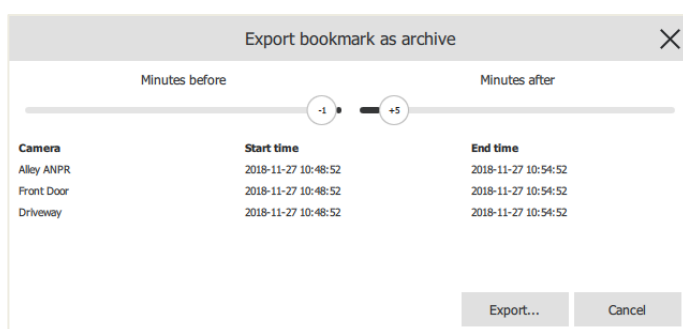 Export bookmark as archive
Minutes before Minutes after
-1 +5
Camera Start time End time
Alley ANPR 2018-11-27 10:48:52 2018-11-27 10:54:52
Front Door 2018-11-27 10:48:52 2018-11-27 10:54:52
Driveway 2018-11-27 10:48:52 2018-11-27 10:54:52
Export... Cancel